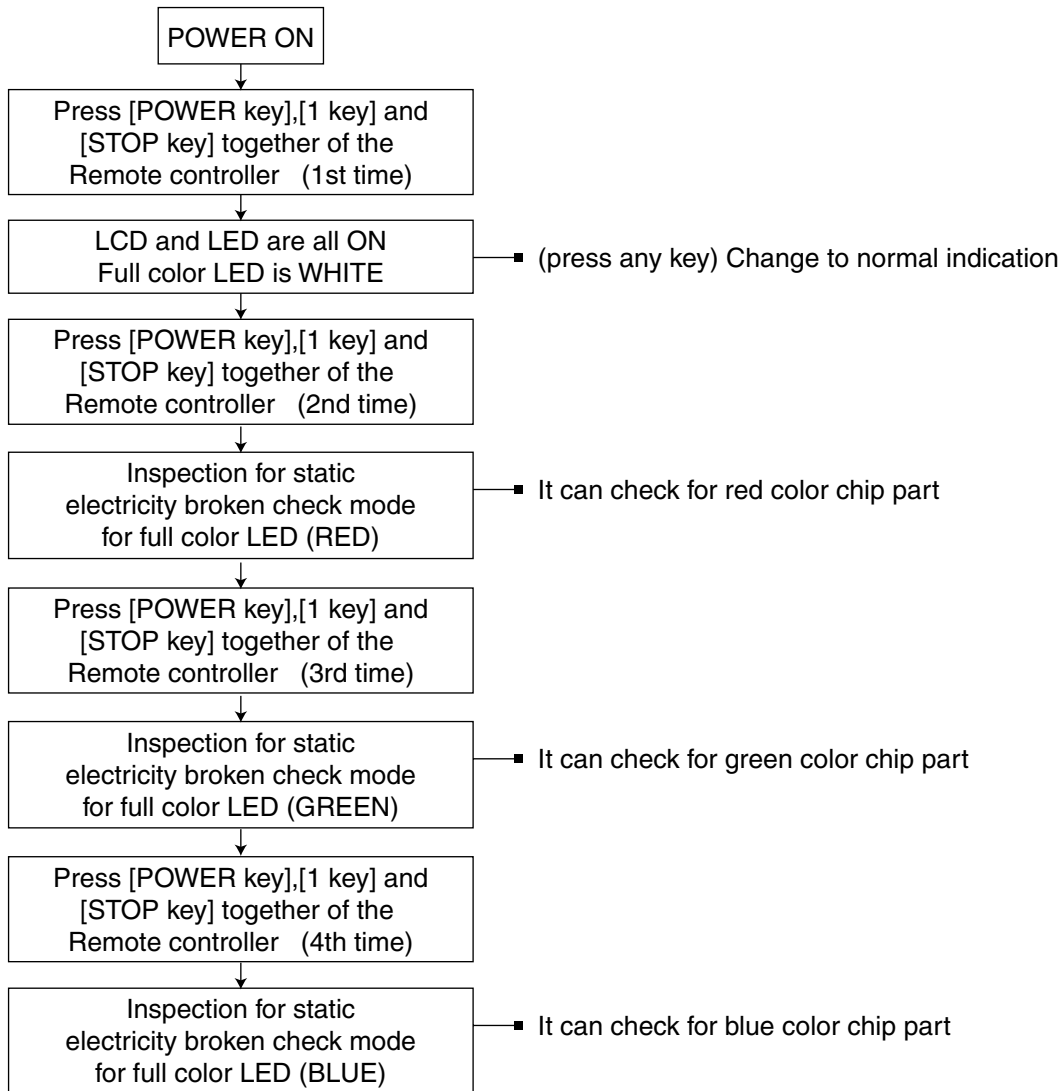 POWER ON
Press [POWER key],[1 key] and
[STOP key] together of the
Remote controller (1st time)
LCD and LED are all ON
Full color LED is WHITE
(press any key) Change to normal indication
Press [POWER key],[1 key] and
[STOP key] together of the
Remote controller (2nd time)
Inspection for static
electricity broken check mode
for full color LED (RED)
It can check for red color chip part
Press [POWER key],[1 key] and
[STOP key] together of the
Remote controller (3rd time)
Inspection for static
electricity broken check mode
for full color LED (GREEN)
It can check for green color chip part
Press [POWER key],[1 key] and
[STOP key] together of the
Remote controller (4th time)
Inspection for static
electricity broken check mode
for full color LED (BLUE)
It can check for blue color chip part